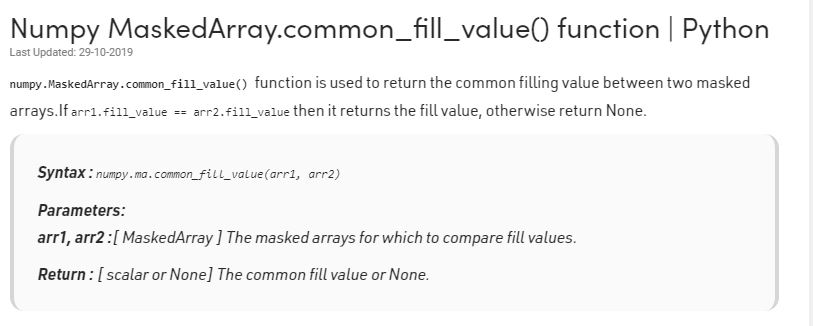 Numpy MaskedArray.common_fill_value() function | Python
Last Updated: 29-10-2019
numpy.MaskedArray.common_fill_value() function is used to return the common filling value between two masked
arrays.If arr1.fill_value == arr2.fill_value then it returns the fill value, otherwise return None.
Syntax : numpy.ma.common_fill_value(arr1, arr2)
Parameters:
arr1, arr2 :[ MaskedArray ] The masked arrays for which to compare fill values.
Return : [ scalar or None] The common fill value or None.